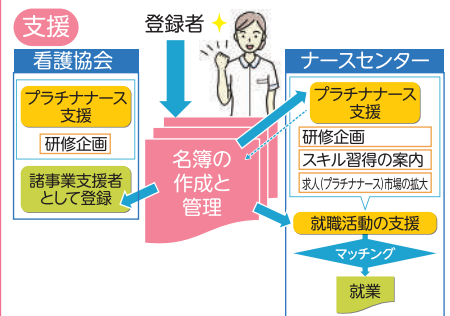 支援
登録者
看護協会
プラチナナース
支援
研修企画
諸事業支援者
として登録
名簿の
作成と
管理
ナースセンター
プラチナナース
支援
研修企画
スキル習得の案内
求人(プラチナナース)市場の拡大
就職活動の支援
マッチング
就業